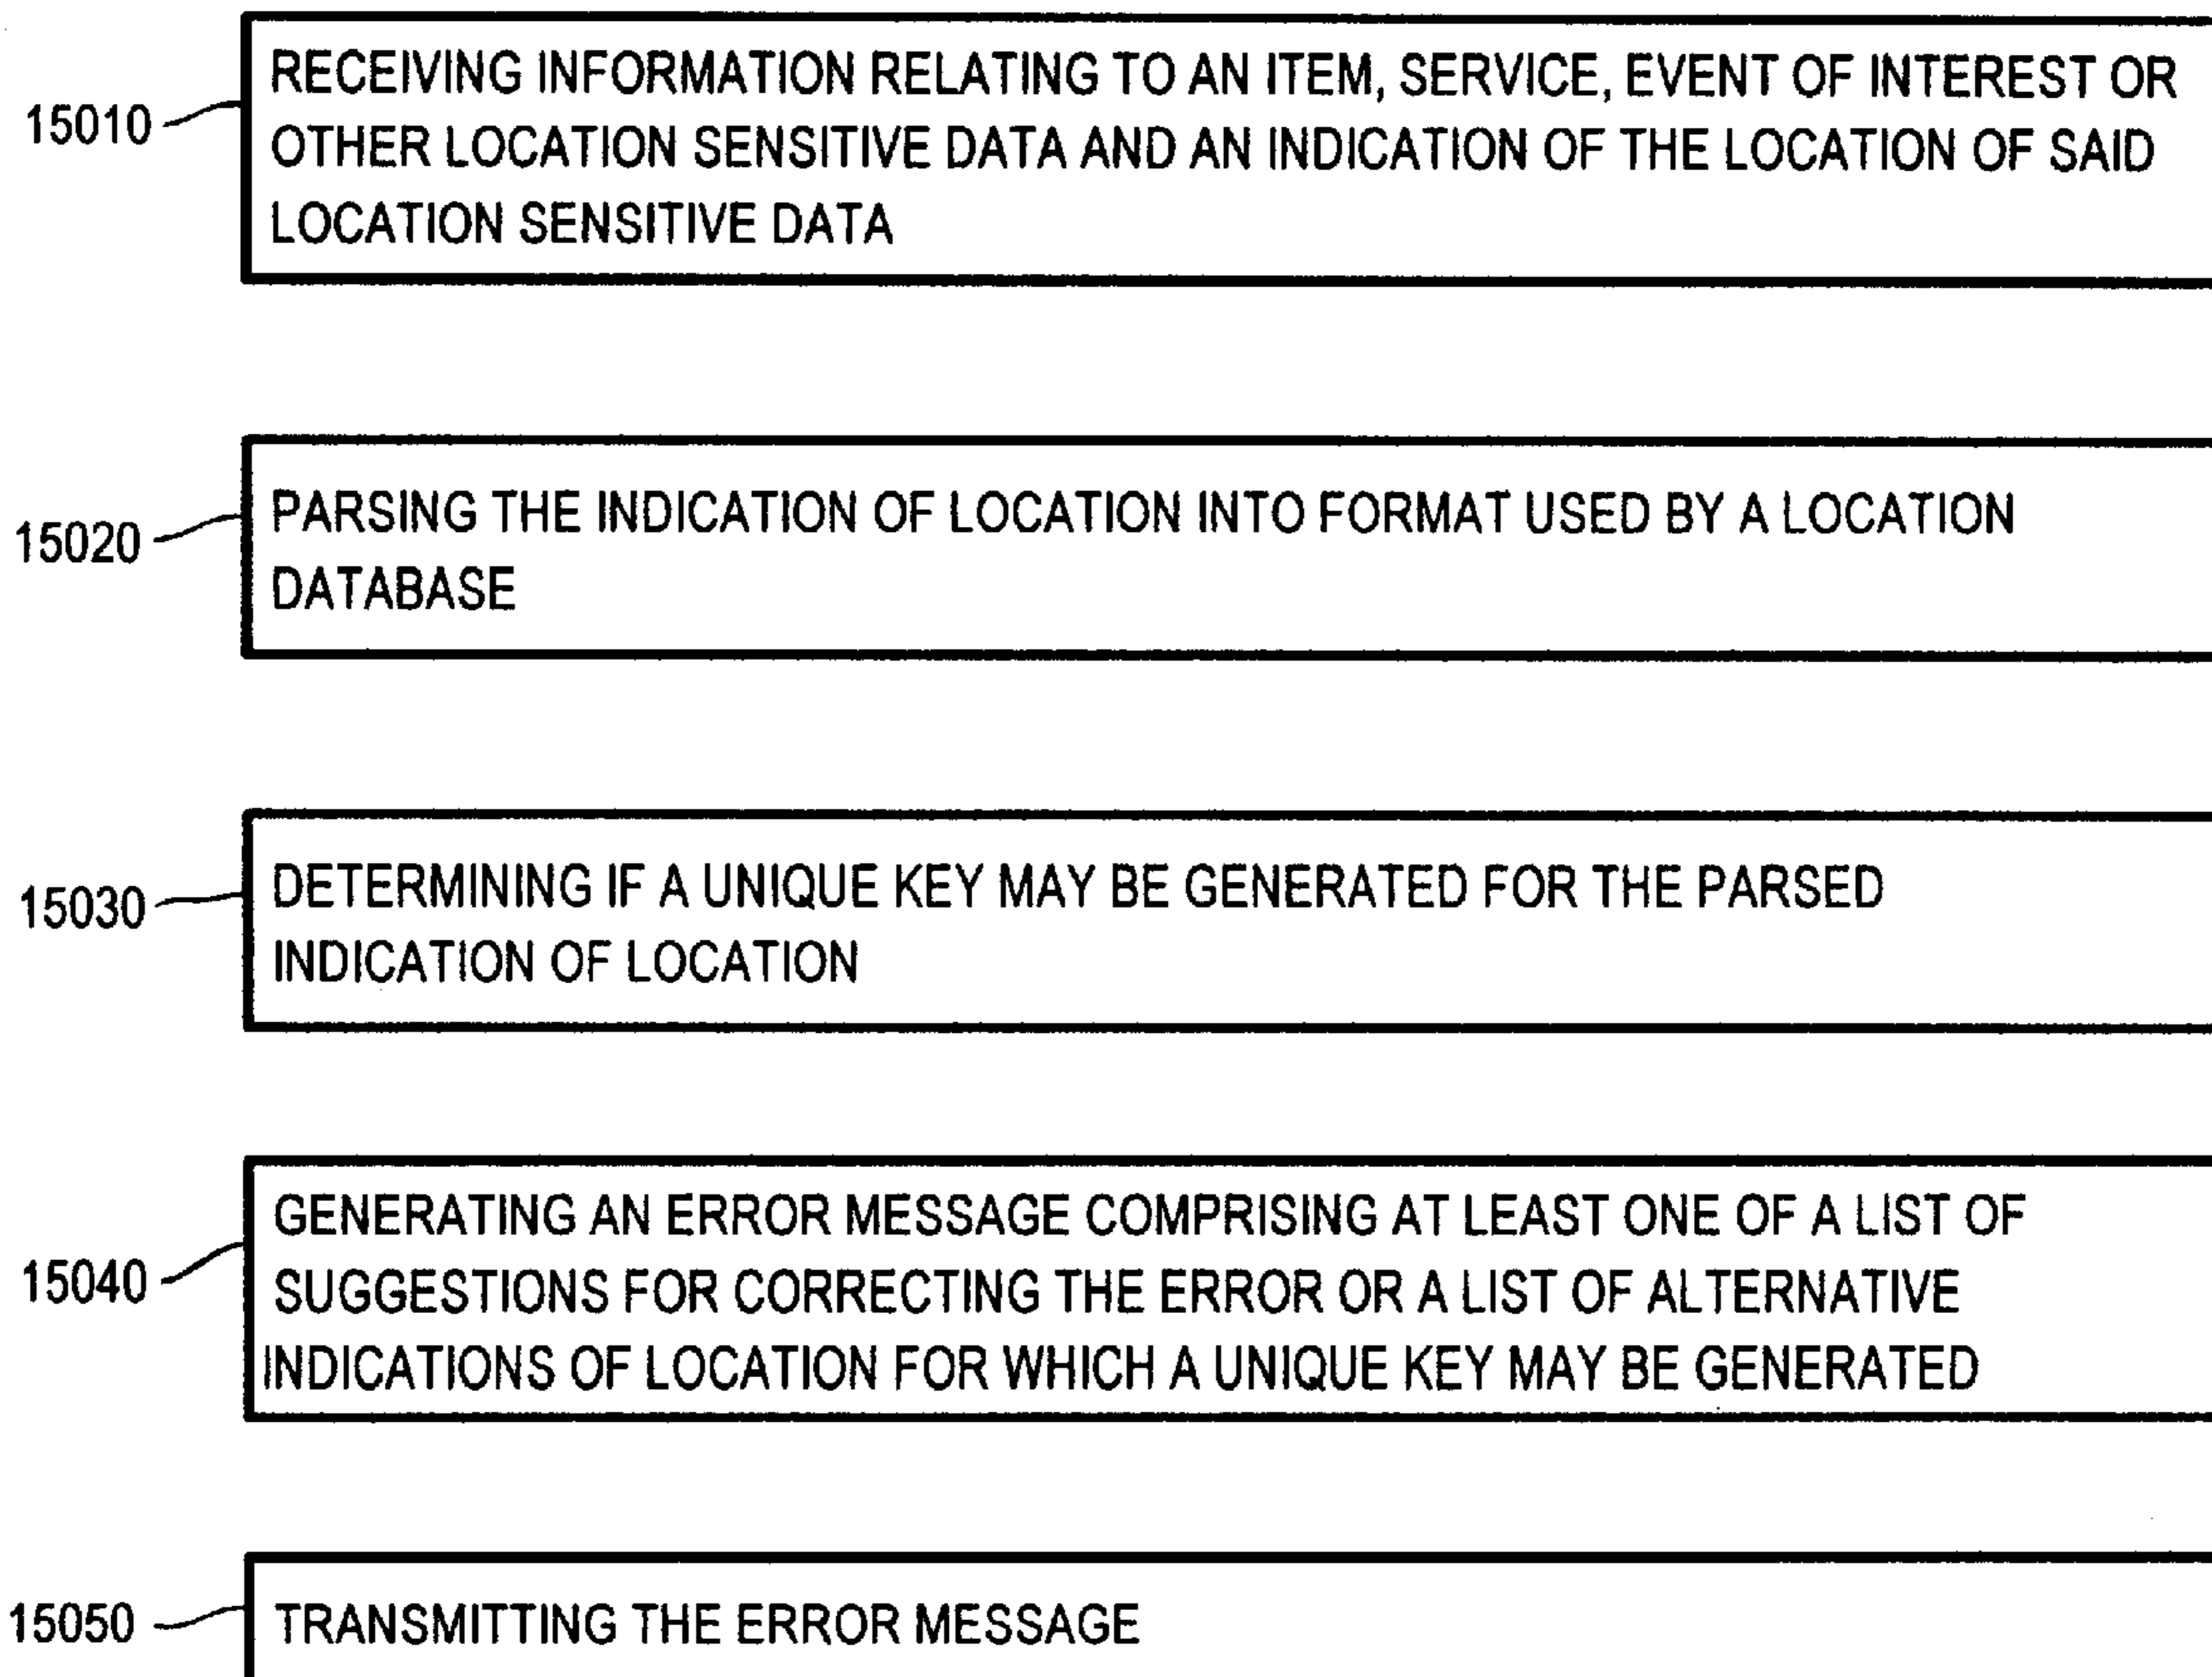 15010
RECEIVING INFORMATION RELATING TO AN ITEM, SERVICE, EVENT OF INTEREST OR
OTHER LOCATION SENSITIVE DATA AND AN INDICATION OF THE LOCATION OF SAID
LOCATION SENSITIVE DATA
15020
PARSING THE INDICATION OF LOCATION INTO FORMAT USED BY A LOCATION
DATABASE
15030
DETERMINING IF A UNIQUE KEY MAY BE GENERATED FOR THE PARSED
INDICATION OF LOCATION
15040
GENERATING AN ERROR MESSAGE COMPRISING AT LEAST ONE OF A LIST OF
SUGGESTIONS FOR CORRECTING THE ERROR OR A LIST OF ALTERNATIVE
INDICATIONS OF LOCATION FOR WHICH A UNIQUE KEY MAY BE GENERATED
15050
TRANSMITTING THE ERROR MESSAGE